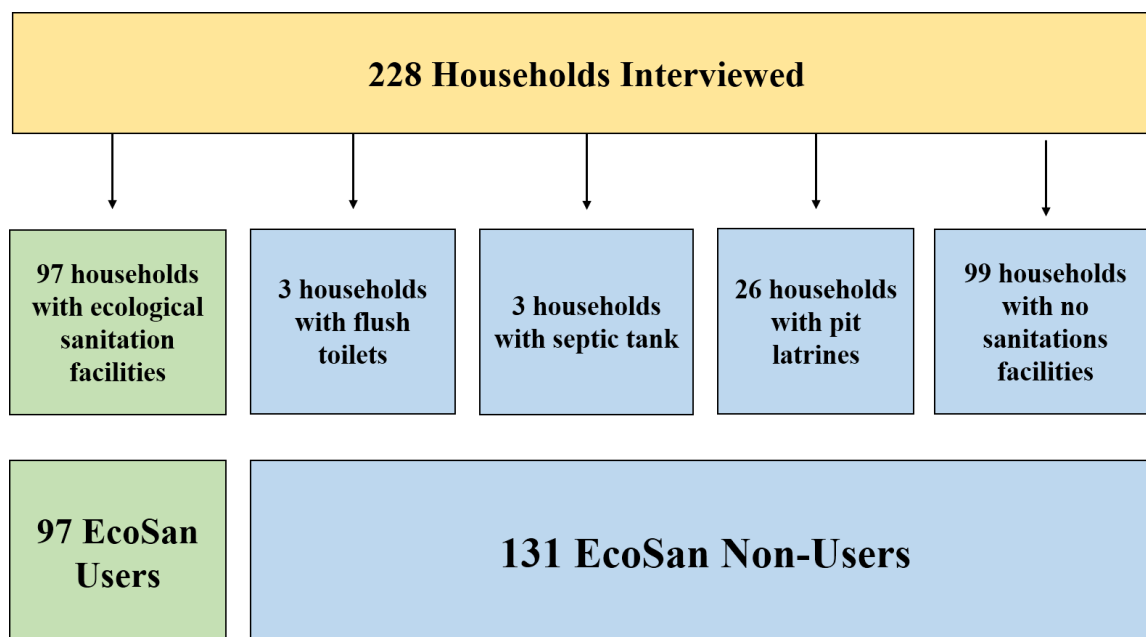 228 Households Interviewed
97 households
with ecological
sanitation
facilities
3 households
with flush
toilets
3 households
with septic tank
26 households
with pit
latrines
99 households
with no
sanitations
facilities
97 EcoSan
Users
131 EcoSan Non-Users